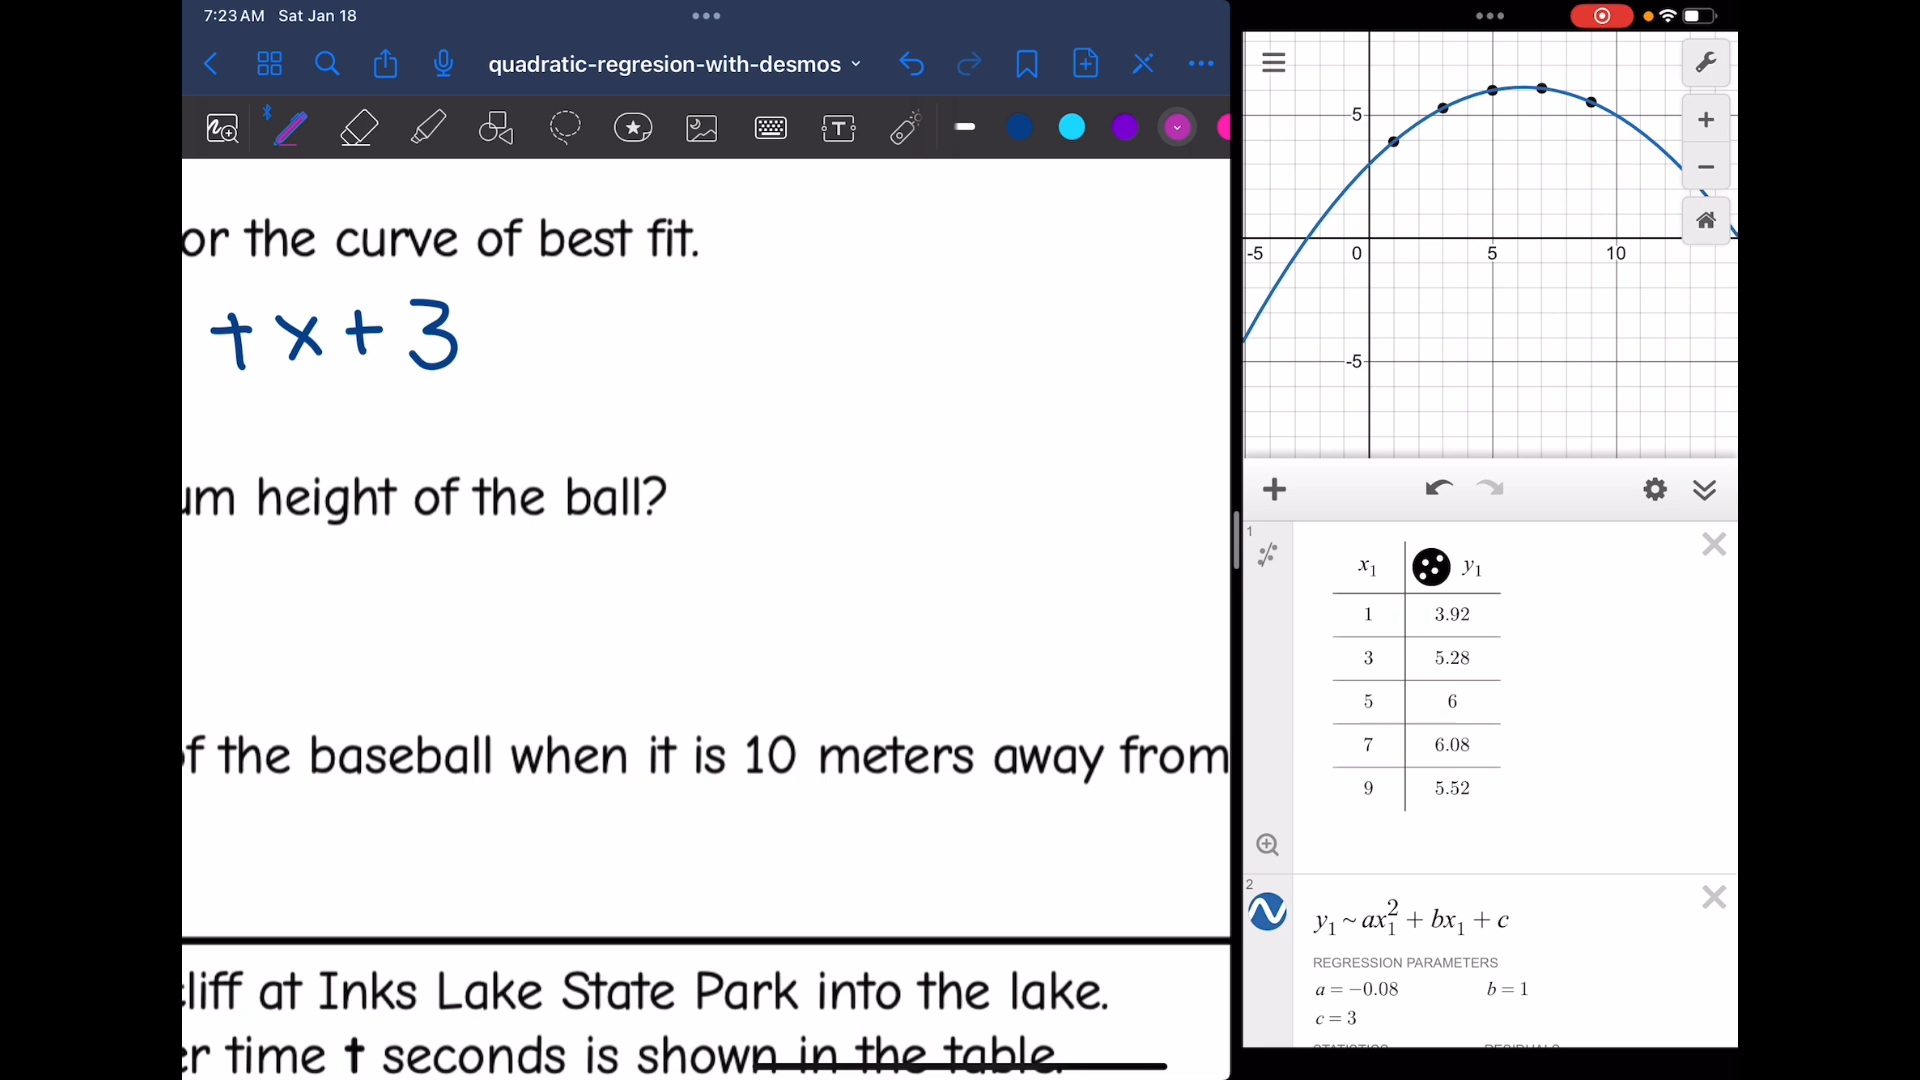 7:23 AM Sat Jan 18
quadratic-regresion-with-desmos
or the curve of best fit.
+ x + 3
um height of the ball?
of the baseball when it is 10 meters away from
cliff at Inks Lake State Park into the lake.
er time t seconds is shown in the table.
5
-5 0 5 10
-5
1
x₁ y₁
1 3.92
3 5.28
5 6
7 6.08
9 5.52
2
y₁ ~ ax₁² + bx₁ + c
REGRESSION PARAMETERS
a = −0.08 b = 1
c = 3